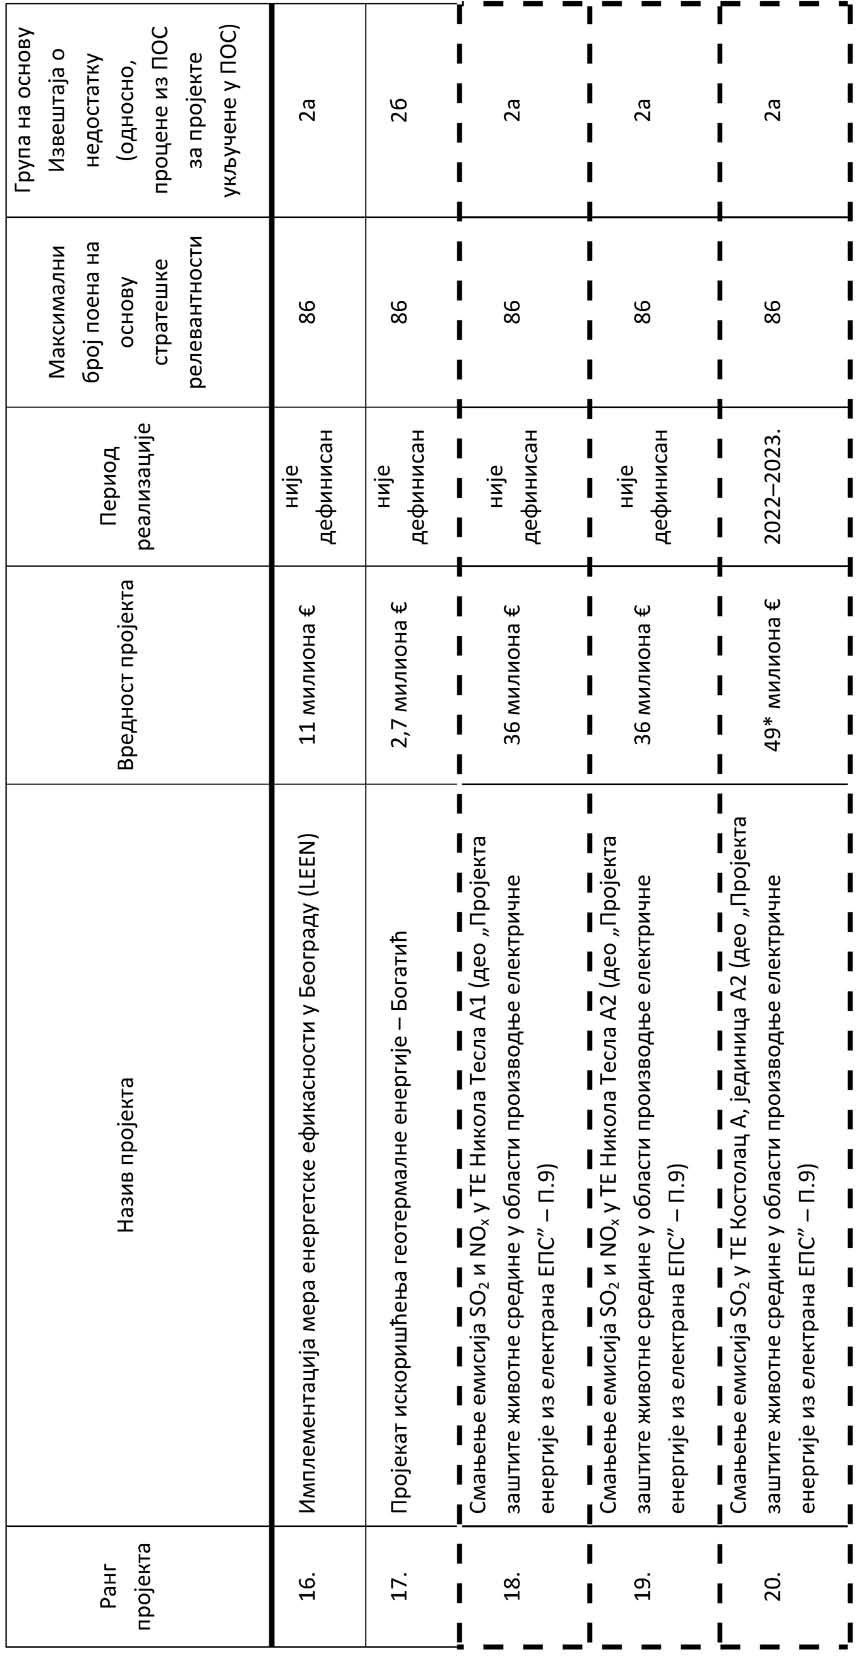 Ранг
пројекта
Назив пројекта
Вредност пројекта
Период
реализације
Максимални
број поена на
основу
стратешке
релевантности
Група на основу
Извештаја о
недостатку
(односно,
процене из ПОС
за пројекте
укључене у ПОС)
16.
Имплементација мера енергетске ефикасности у Београду (LEEN)
11 милиона €
није
дефинисан
86
2а
17.
Пројекат искоришћења геотермалне енергије – Богатић
2,7 милиона €
није
дефинисан
86
2б
18.
Смањење емисија SO₂ и NOₓ у ТЕ Никола Тесла А1 (део „Пројекта
заштите животне средине у области производње електричне
енергије из електрана ЕПС” – П.9)
36 милиона €
није
дефинисан
86
2а
19.
Смањење емисија SO₂ и NOₓ у ТЕ Никола Тесла А2 (део „Пројекта
заштите животне средине у области производње електричне
енергије из електрана ЕПС” – П.9)
36 милиона €
није
дефинисан
86
2а
20.
Смањење емисија SO₂ у ТЕ Костолац А, јединица А2 (део „Пројекта
заштите животне средине у области производње електричне
енергије из електрана ЕПС” – П.9)
49* милиона €
2022–2023.
86
2а